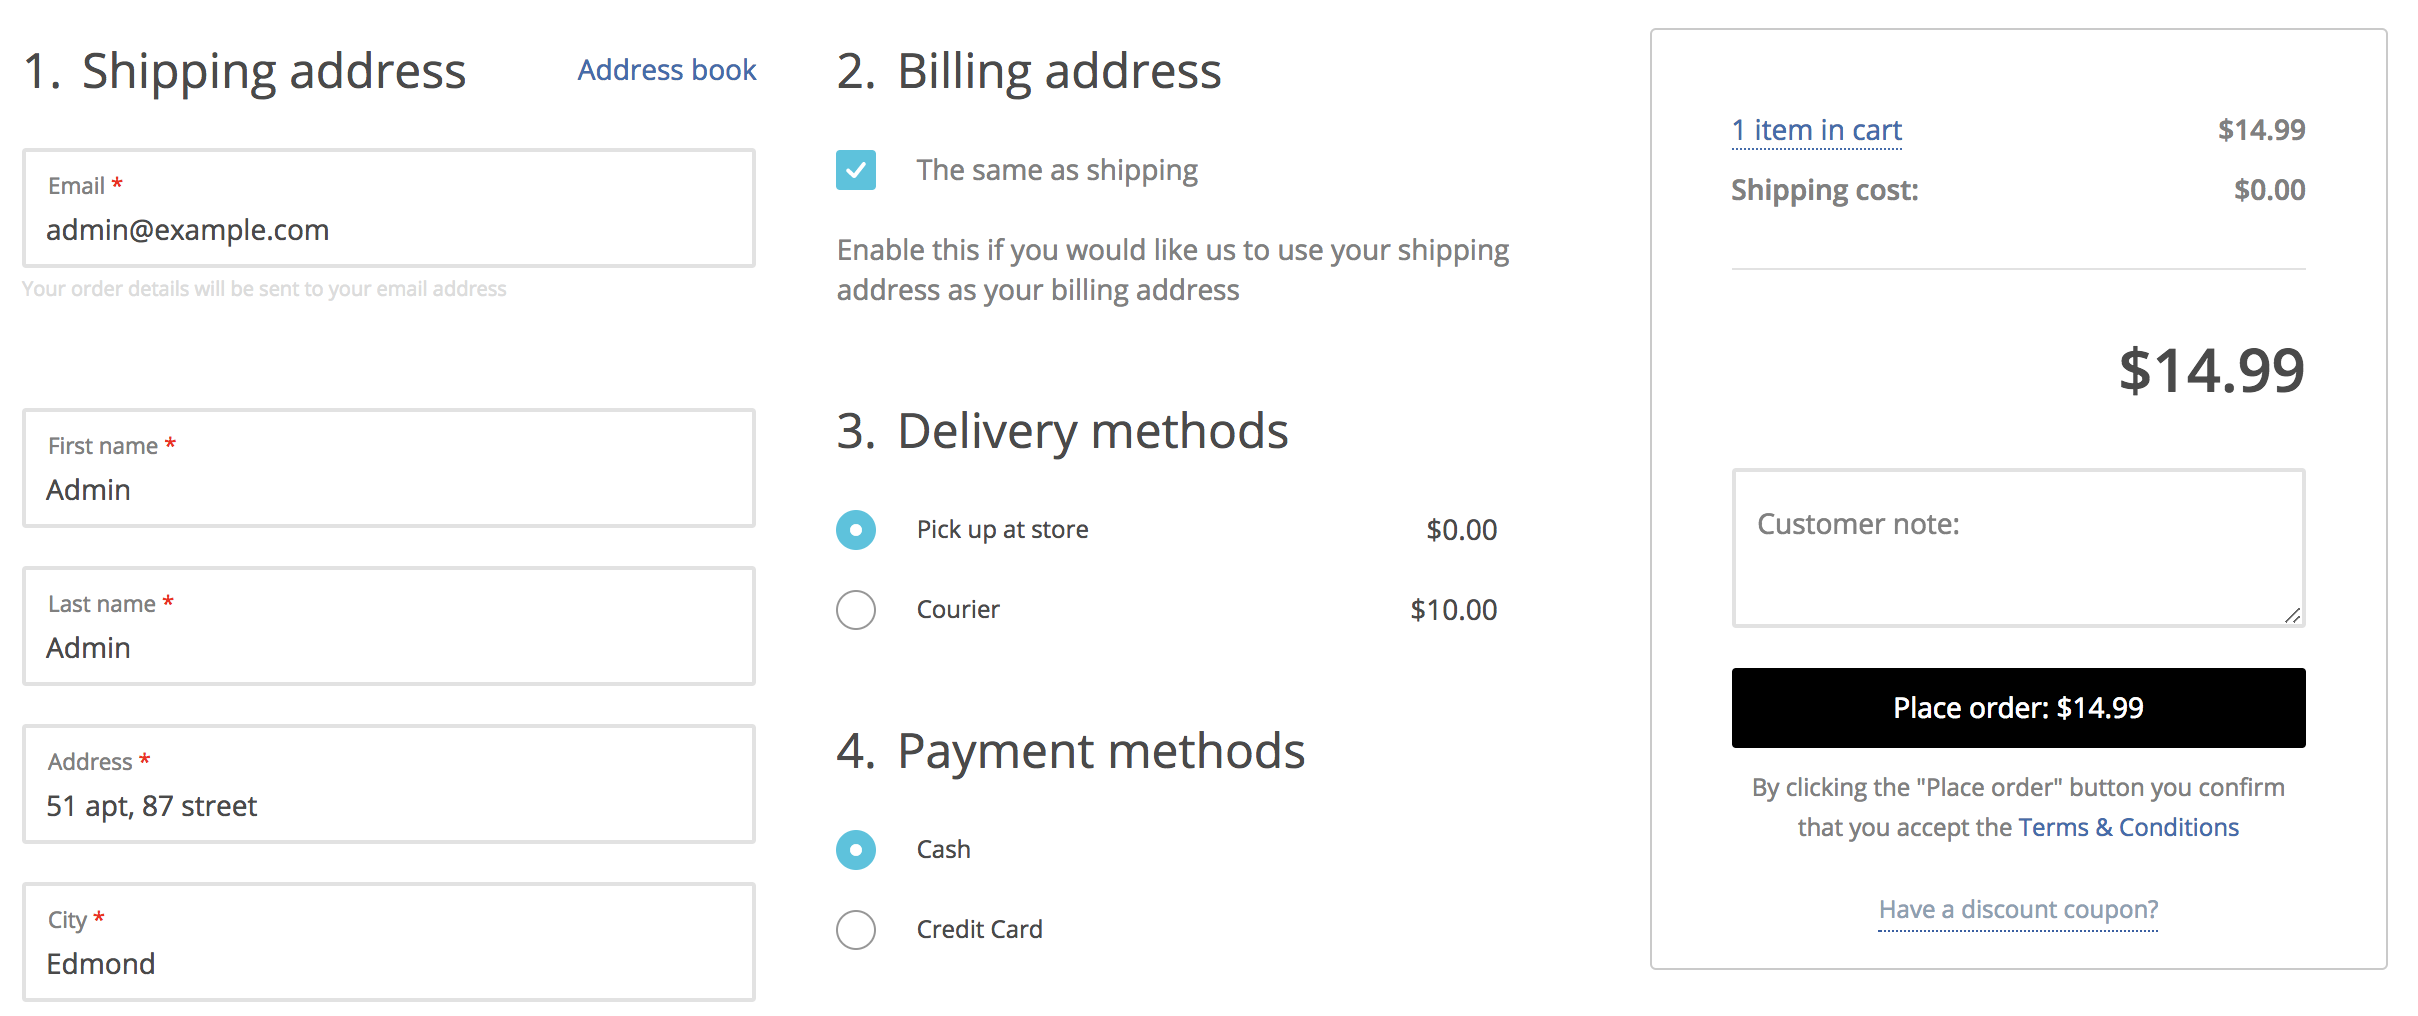 1. Shipping address
Address book
Email *
admin@example.com
Your order details will be sent to your email address
First name *
Admin
Last name *
Admin
Address *
51 apt, 87 street
City *
Edmond
2. Billing address
The same as shipping
Enable this if you would like us to use your shipping
address as your billing address
3. Delivery methods
Pick up at store $0.00
Courier $10.00
4. Payment methods
Cash
Credit Card
1 item in cart $14.99
Shipping cost: $0.00
$14.99
Customer note:
Place order: $14.99
By clicking the "Place order" button you confirm
that you accept the Terms & Conditions
Have a discount coupon?